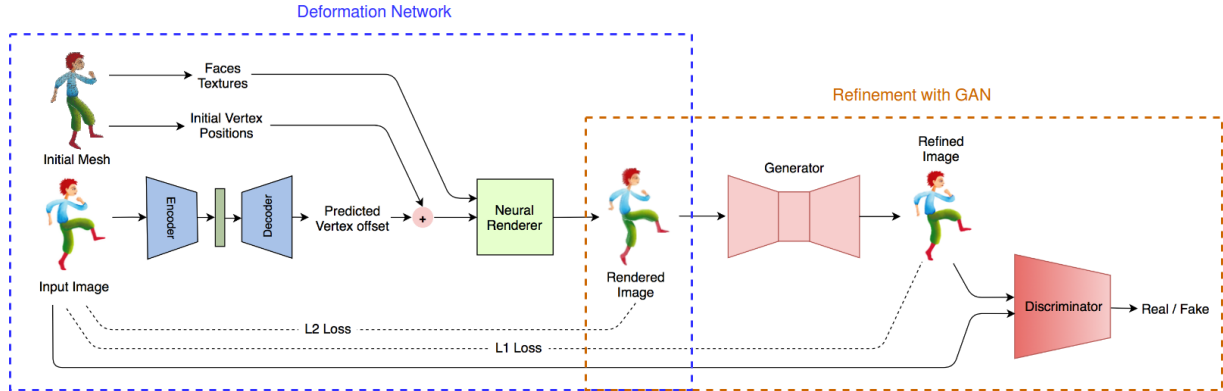 Deformation Network
Faces
Textures
Initial Vertex
Positions
Initial Mesh
Refinement with GAN
Encoder
Decoder
Predicted
Vertex offset
+
Neural
Renderer
Generator
Refined
Image
Input Image
Rendered
Image
Discriminator
Real / Fake
L2 Loss
L1 Loss